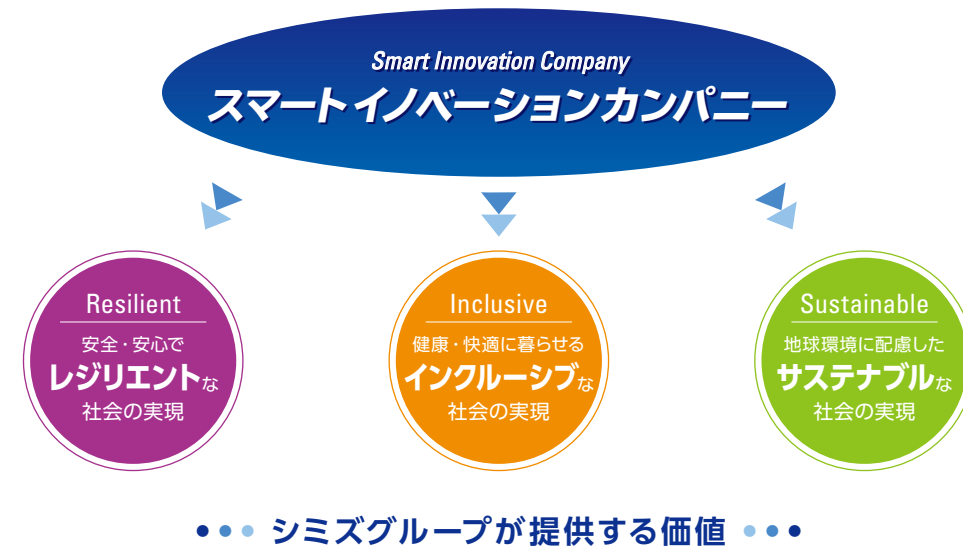 Smart Innovation Company
スマートイノベーションカンパニー
Resilient
安全・安心で
レジリエントな
社会の実現
Inclusive
健康・快適に暮らせる
インクルーシブな
社会の実現
Sustainable
地球環境に配慮した
サステナブルな
社会の実現
シミズグループが提供する価値